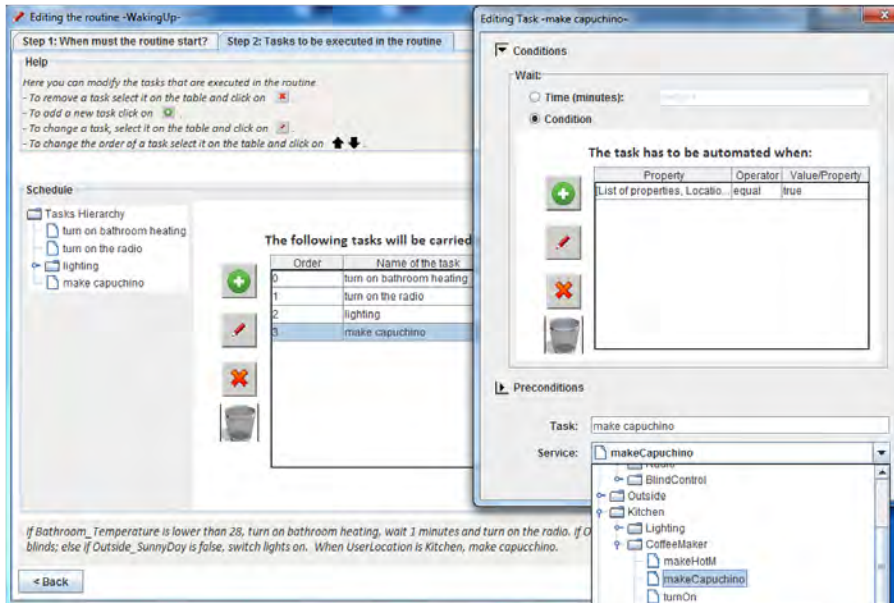 Editing the routine -WakingUp-
Step 1: When must the routine start?
Step 2: Tasks to be executed in the routine
Help
Here you can modify the tasks that are executed in the routine
- To remove a task select it on the table and click on
- To add a new task click on .
- To change a task, select it on the table and click on .
- To change the order of a task select it on the table and click on .
Schedule
Tasks Hierarchy
turn on bathroom heating
turn on the radio
lighting
make capuchino
The following tasks will be carried
Order Name of the task
0 turn on bathroom heating
1 turn on the radio
2 lighting
3 make capuchino
If Bathroom_Temperature is lower than 28, turn on bathroom heating, wait 1 minutes and turn on the radio. If O
blinds; else if Outside_SunnyDay is false, switch lights on. When UserLocation is Kitchen, make capucchino.
< Back
Editing Task -make capuchino-
Conditions
Wait:
Time (minutes):
Condition
The task has to be automated when:
Property Operator Value/Property
[List of properties, Locatio... equal true
Preconditions
Task: make capuchino
Service: makeCapuchino
BlindControl
Outside
Kitchen
Lighting
CoffeeMaker
makeHotM
makeCapuchino
turnOn